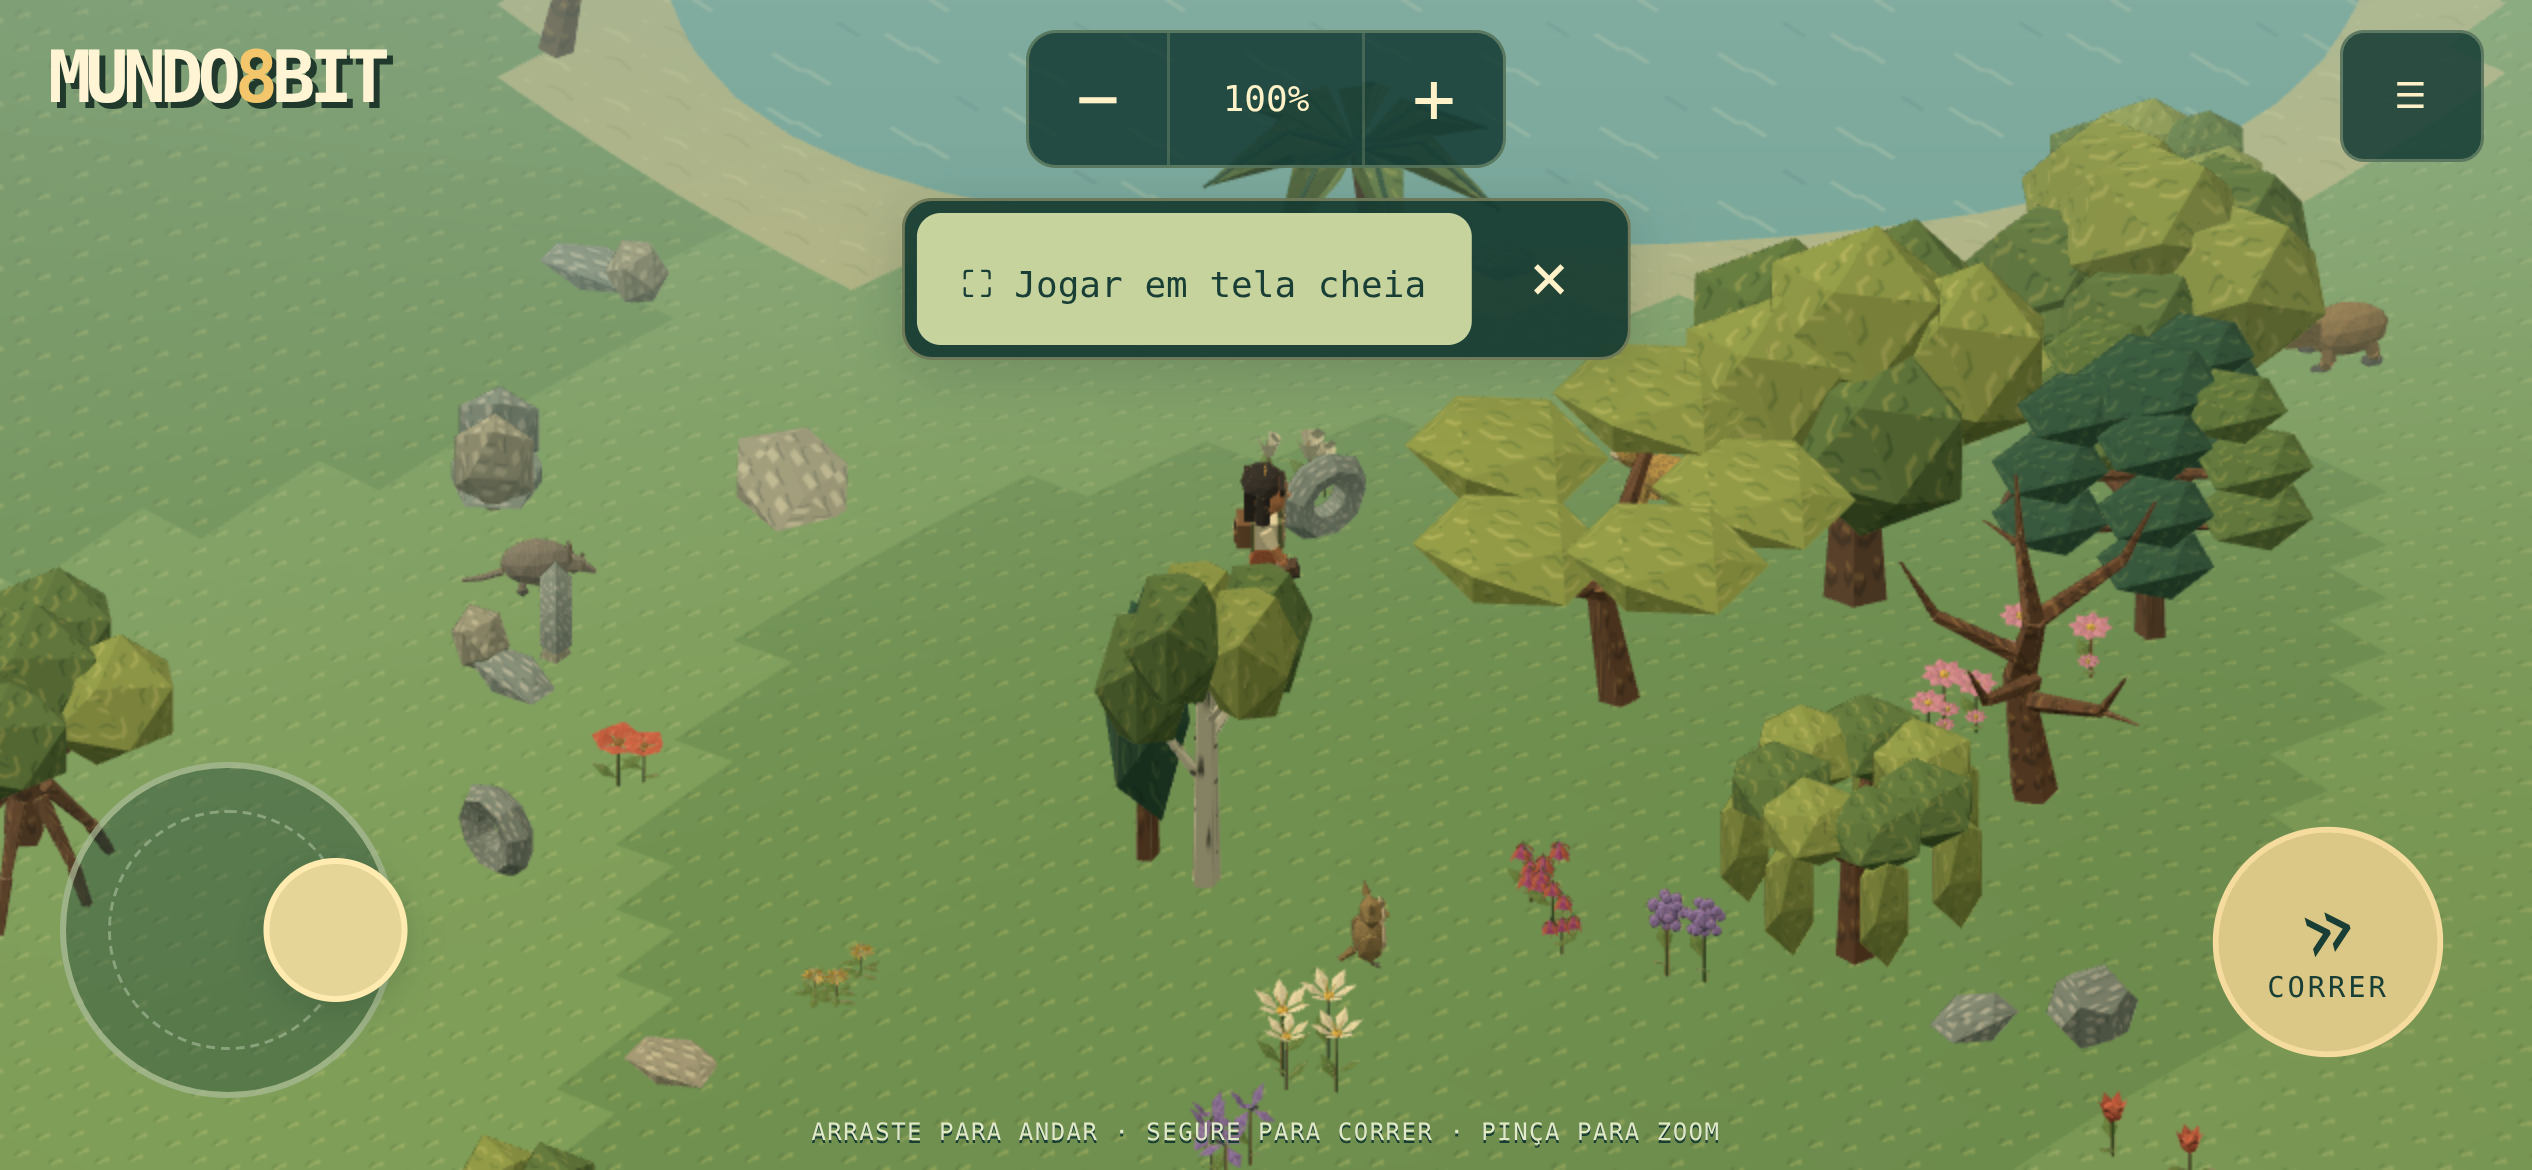 MUNDO8BIT
100%
Jogar em tela cheia
CORRER
ARRASTE PARA ANDAR · SEGURE PARA CORRER · PINÇA PARA ZOOM